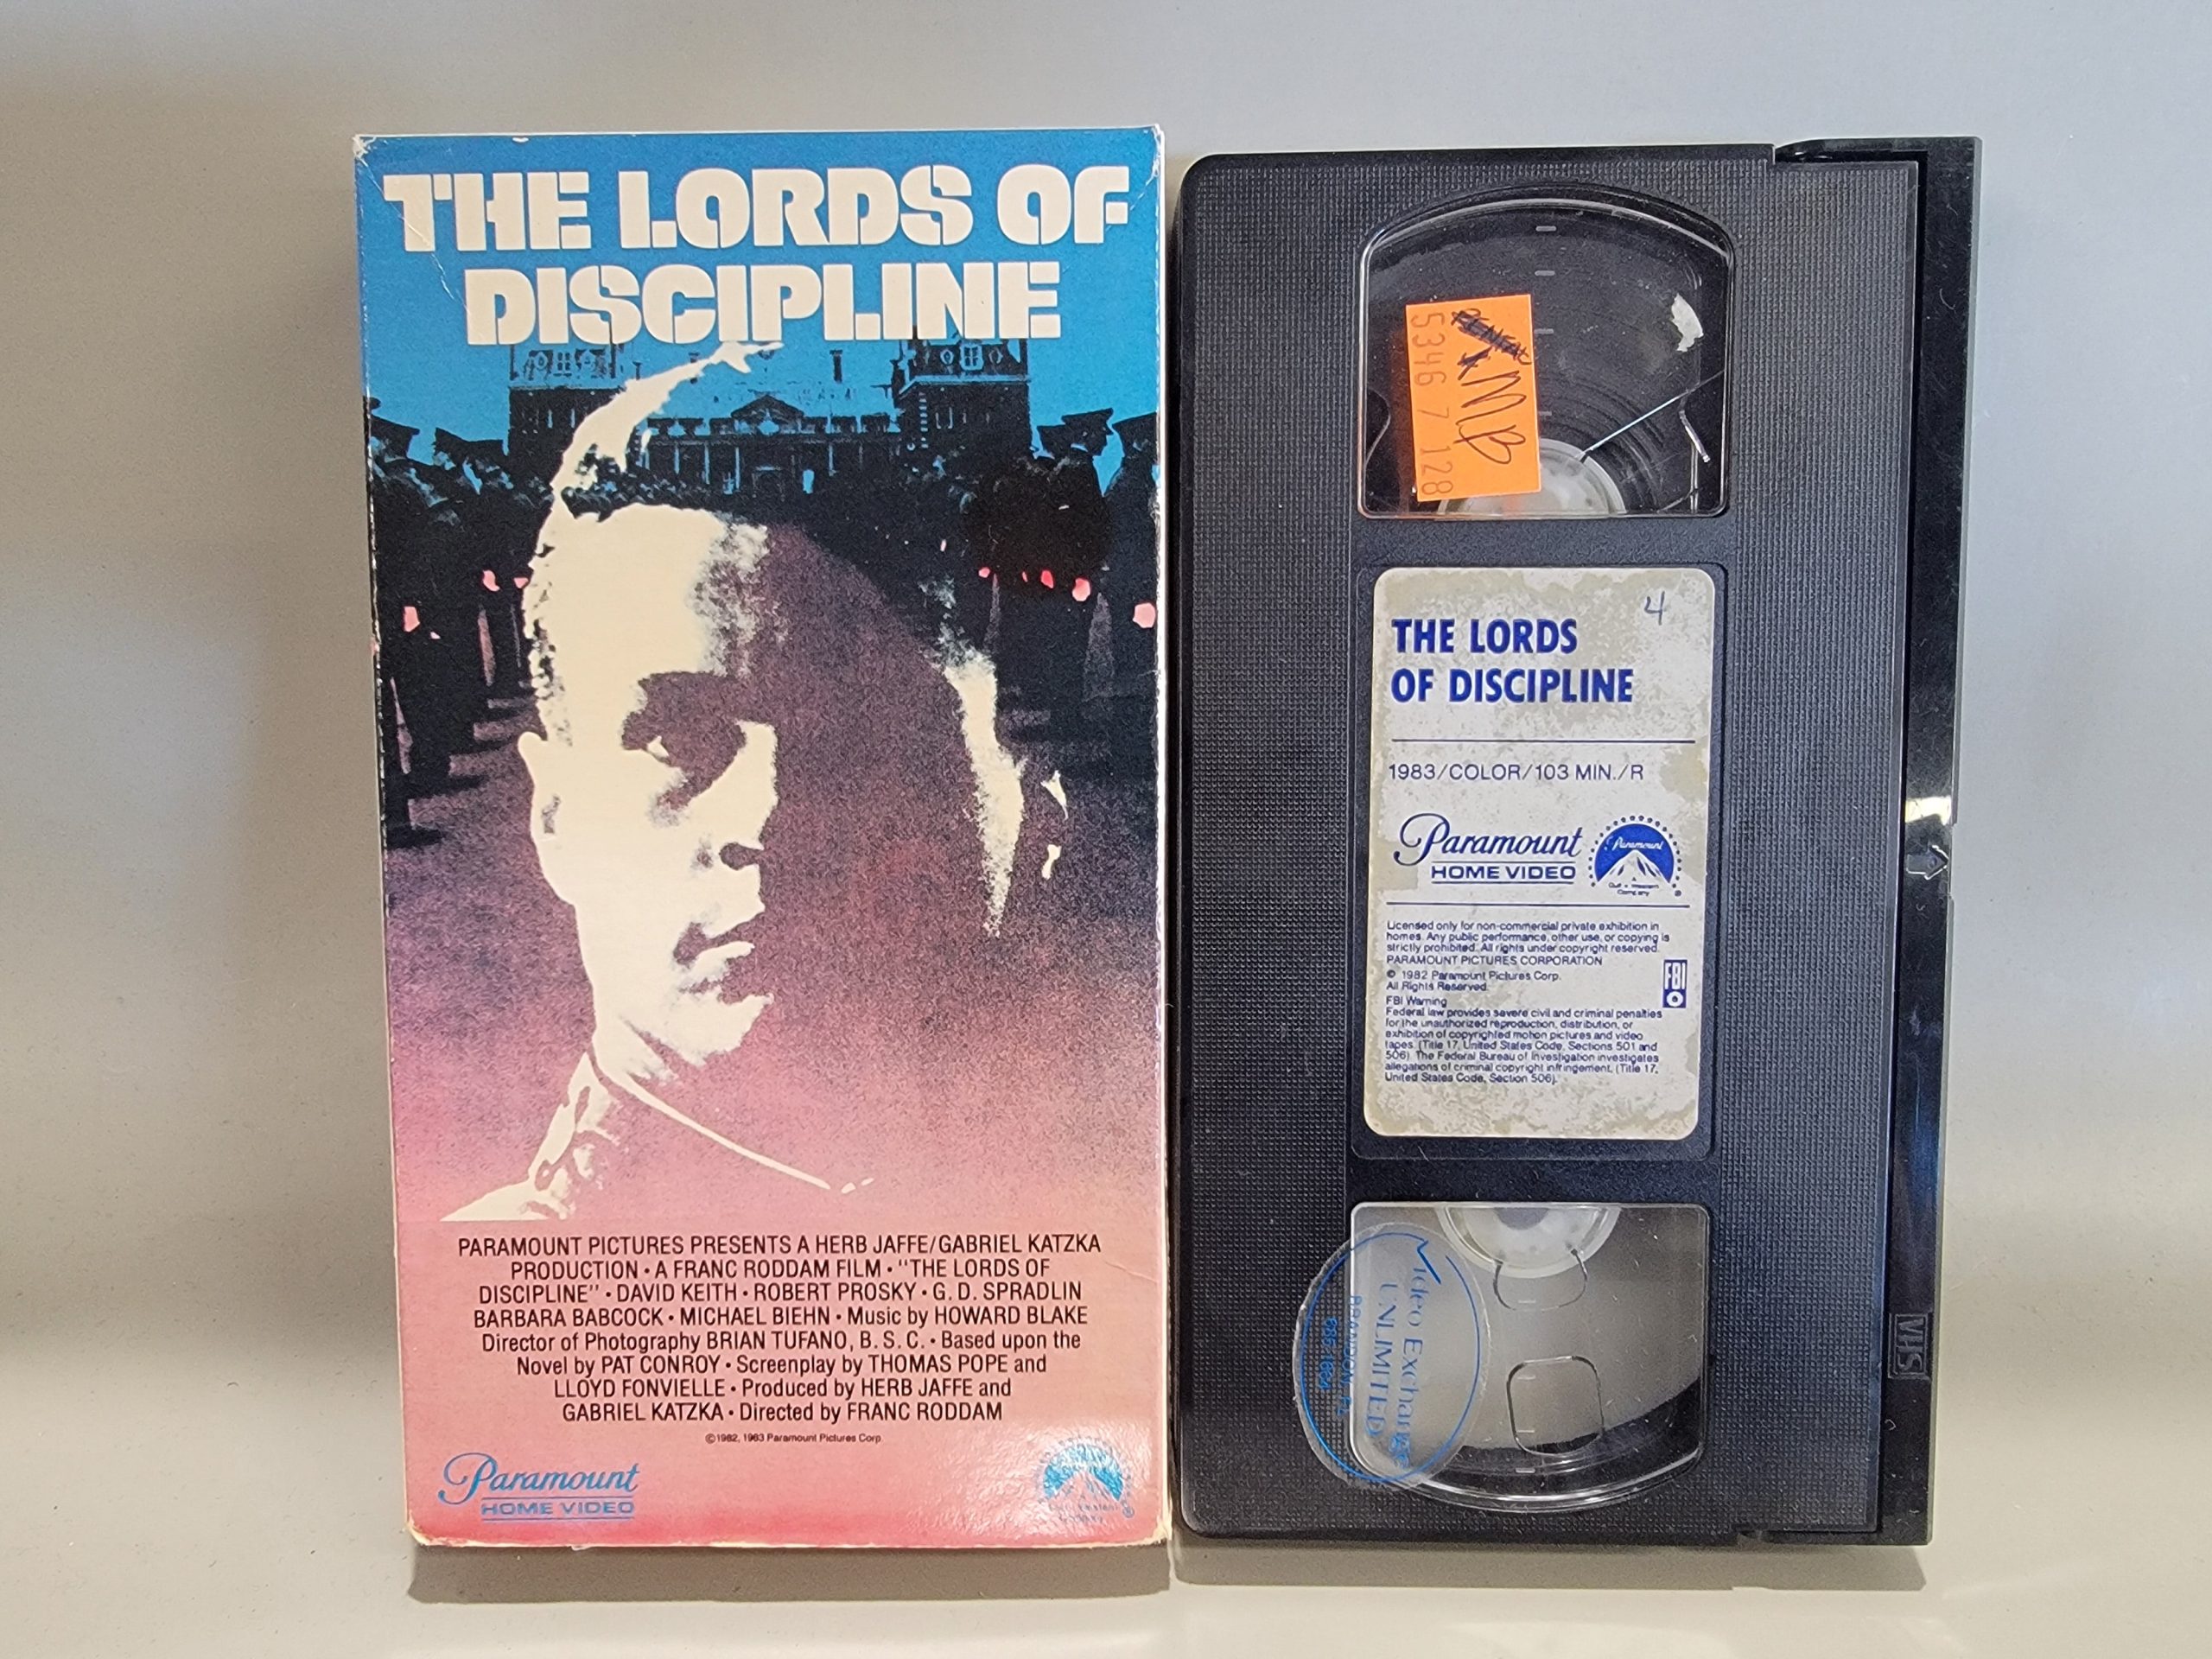 THE LORDS OF
DISCIPLINE
PARAMOUNT PICTURES PRESENTS A HERB JAFFE/GABRIEL KATZKA
PRODUCTION • A FRANC RODDAM FILM • "THE LORDS OF
DISCIPLINE" • DAVID KEITH • ROBERT PROSKY • G. D. SPRADLIN
BARBARA BABCOCK • MICHAEL BIEHN • Music by HOWARD BLAKE
Director of Photography BRIAN TUFANO, B. S. C. • Based upon the
Novel by PAT CONROY • Screenplay by THOMAS POPE and
LLOYD FONVIELLE • Produced by HERB JAFFE and
GABRIEL KATZKA • Directed by FRANC RODDAM
©1982, 1983 Paramount Pictures Corp.
Paramount
HOME VIDEO
RENTAL
5346 7 128
4
THE LORDS
OF DISCIPLINE
1983/COLOR/103 MIN./R
Paramount
HOME VIDEO
Paramount
A
Gulf + Western
Company
Licensed only for non-commercial private exhibition in
homes. Any public performance, other use, or copying is
strictly prohibited. All rights under copyright reserved.
PARAMOUNT PICTURES CORPORATION
© 1982 Paramount Pictures Corp.
All Rights Reserved.
FBI
FBI Warning
Federal law provides severe civil and criminal penalties
for the unauthorized reproduction, distribution, or
exhibition of copyrighted motion pictures and video
tapes. (Title 17, United States Code, Sections 501 and
506). The Federal Bureau of Investigation investigates
allegations of criminal copyright infringement, (Title 17,
United States Code, Section 506).
Video Exchange
UNLIMITED
BRANDON, FL
VHS